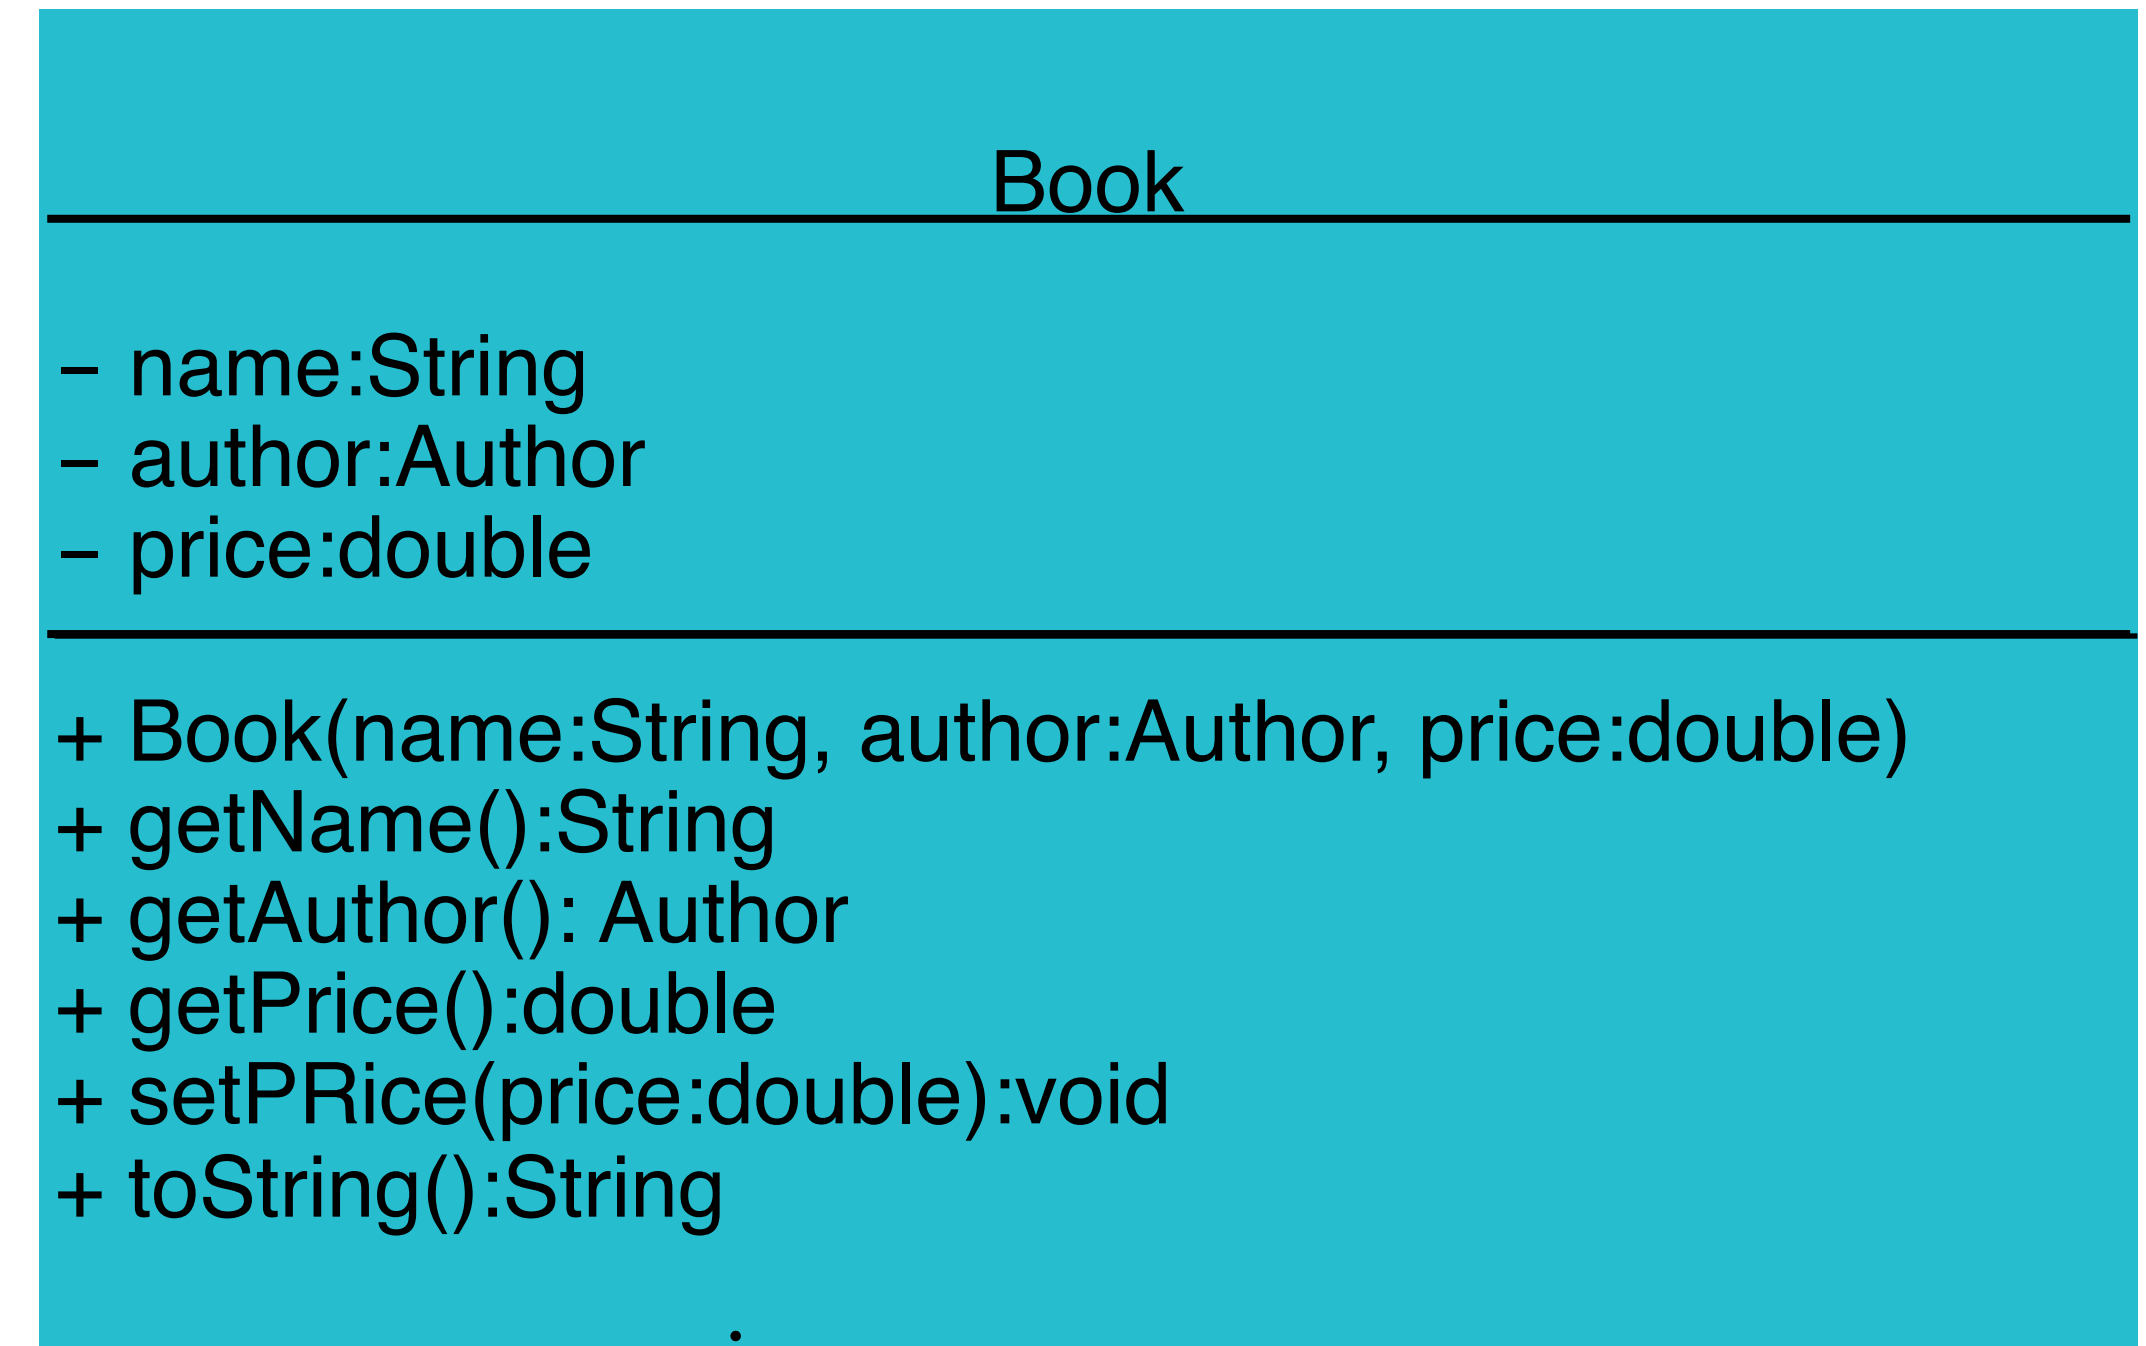 Book
– name:String
– author:Author
– price:double
+ Book(name:String, author:Author, price:double)
+ getName():String
+ getAuthor(): Author
+ getPrice():double
+ setPRice(price:double):void
+ toString():String
.